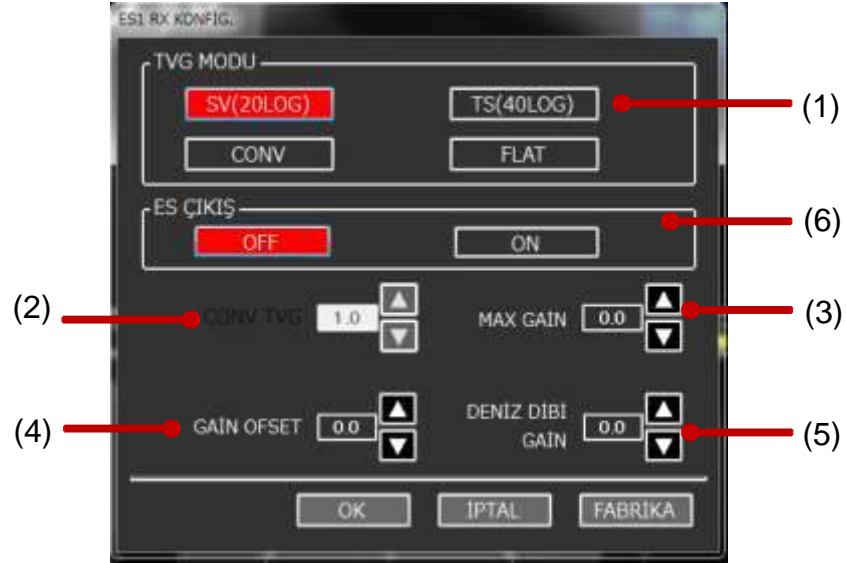 ES1 RX KONFİG.
TVG MODU
SV(20LOG) TS(40LOG) (1)
CONV FLAT
ES ÇIKIŞ
(6)
OFF ON
(2) CONV TVG 1.0 MAX GAİN 0.0 (3)
(4) GAİN OFSET 0.0 DENİZ DİBİ
GAİN 0.0 (5)
OK İPTAL FABRİKA